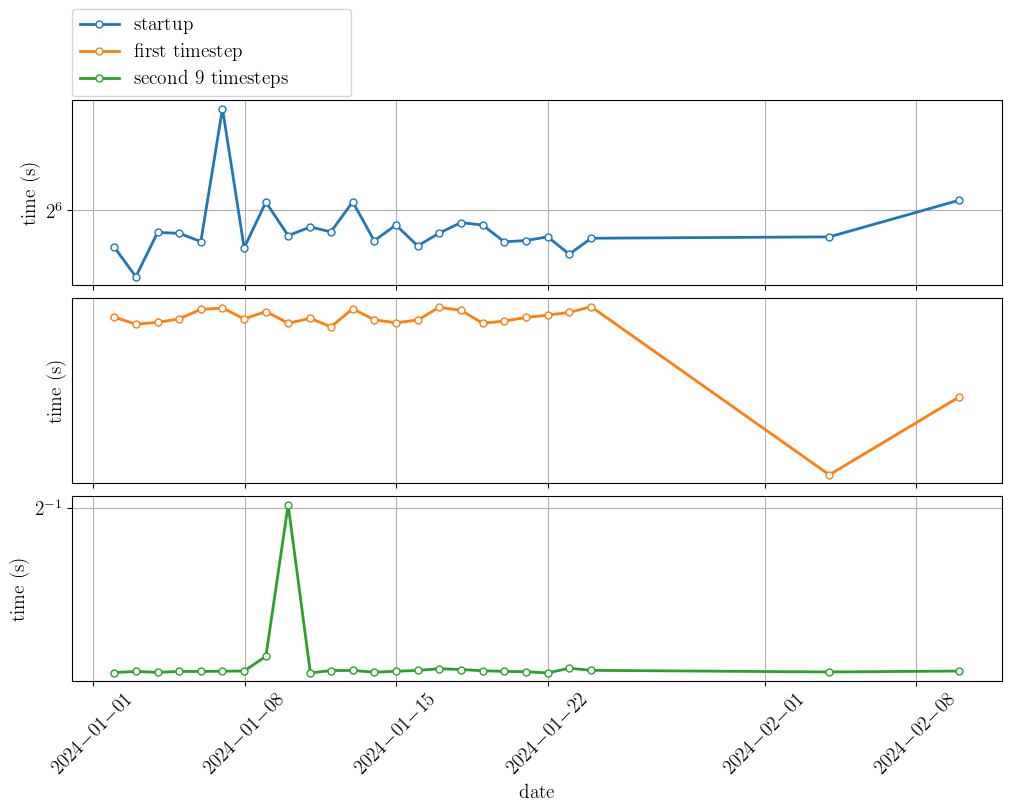 startup
first timestep
second 9 timesteps
time (s)
2^6
time (s)
2^-1
time (s)
2024−01−01
2024−01−08
2024−01−15
2024−01−22
2024−02−01
2024−02−08
date